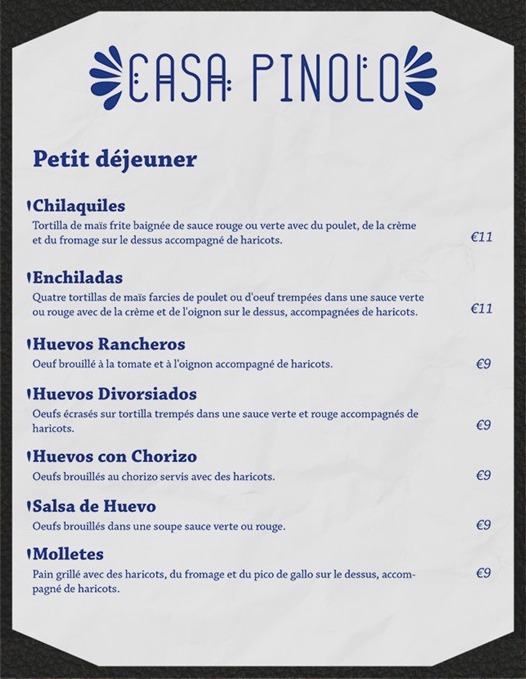 CASA PINOLO
Petit déjeuner
Chilaquiles
Tortilla de maïs frite baignée de sauce rouge ou verte avec du poulet, de la crème
et du fromage sur le dessus accompagné de haricots.
€11
Enchiladas
Quatre tortillas de maïs farcies de poulet ou d'oeuf trempées dans une sauce verte
ou rouge avec de la crème et de l'oignon sur le dessus, accompagnées de haricots.
€11
Huevos Rancheros
Oeuf brouillé à la tomate et à l'oignon accompagné de haricots.
€9
Huevos Divorsiados
Oeufs écrasés sur tortilla trempés dans une sauce verte et rouge accompagnés de
haricots.
€9
Huevos con Chorizo
Oeufs brouillés au chorizo servis avec des haricots.
€9
Salsa de Huevo
Oeufs brouillés dans une soupe sauce verte ou rouge.
€9
Molletes
Pain grillé avec des haricots, du fromage et du pico de gallo sur le dessus, accom-
pagné de haricots.
€9